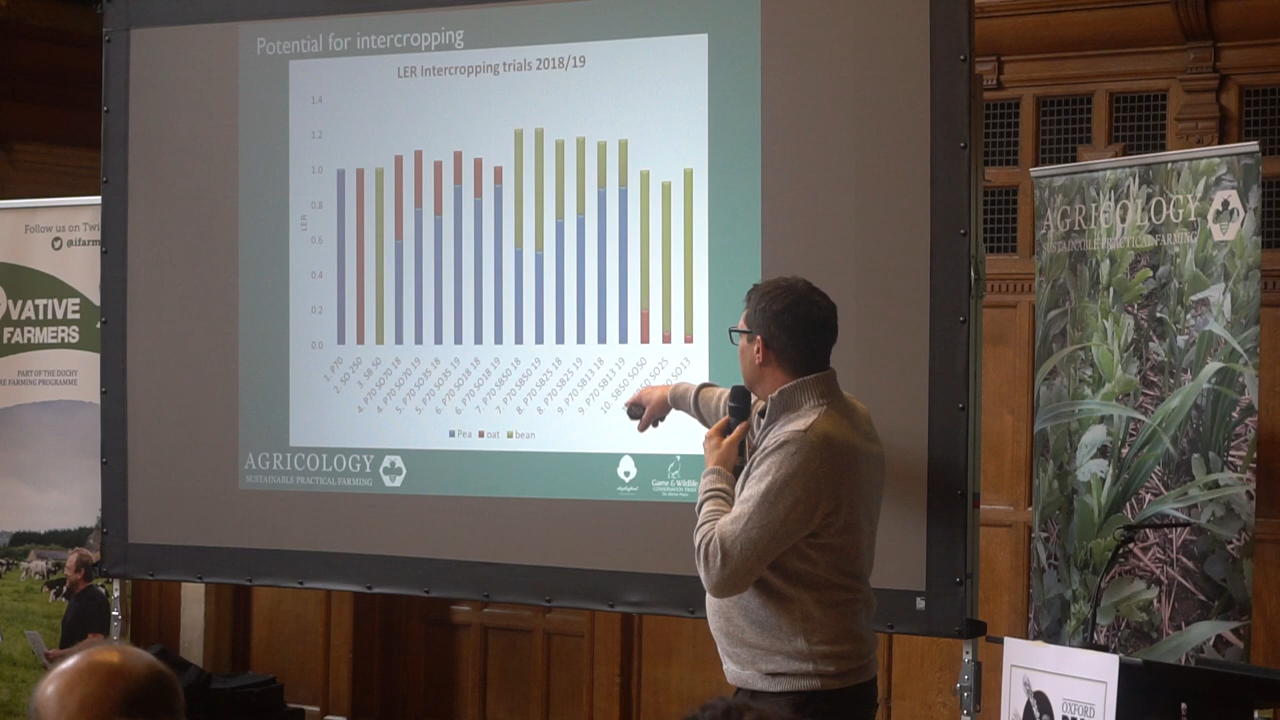 Potential for intercropping
LER Intercropping trials 2018/19
1.4
1.2
1.0
0.8
0.6
0.4
0.2
0.0
LER
1. P70
2. SO 250
3. SB 50
4. P70 SO70 18
4. P70 SO70 19
5. P70 SO35 18
5. P70 SO35 19
6. P70 SO18 18
6. P70 SO18 19
7. P70 SB50 18
7. P70 SB50 19
8. P70 SB25 18
8. P70 SB25 19
9. P70 SB13 18
9. P70 SB13 19
10. SB50 SO50
SO25
SO13
Pea oat bean
AGRICOLOGY
SUSTAINABLE PRACTICAL FARMING
Game & Wildlife
CONSERVATION TRUST
Follow us on Twi
@ifarm
VATIVE
FARMERS
PART OF THE DUCHY
RE FARMING PROGRAMME
AGRICOLOGY
SUSTAINABLE PRACTICAL FARMING
OXFORD